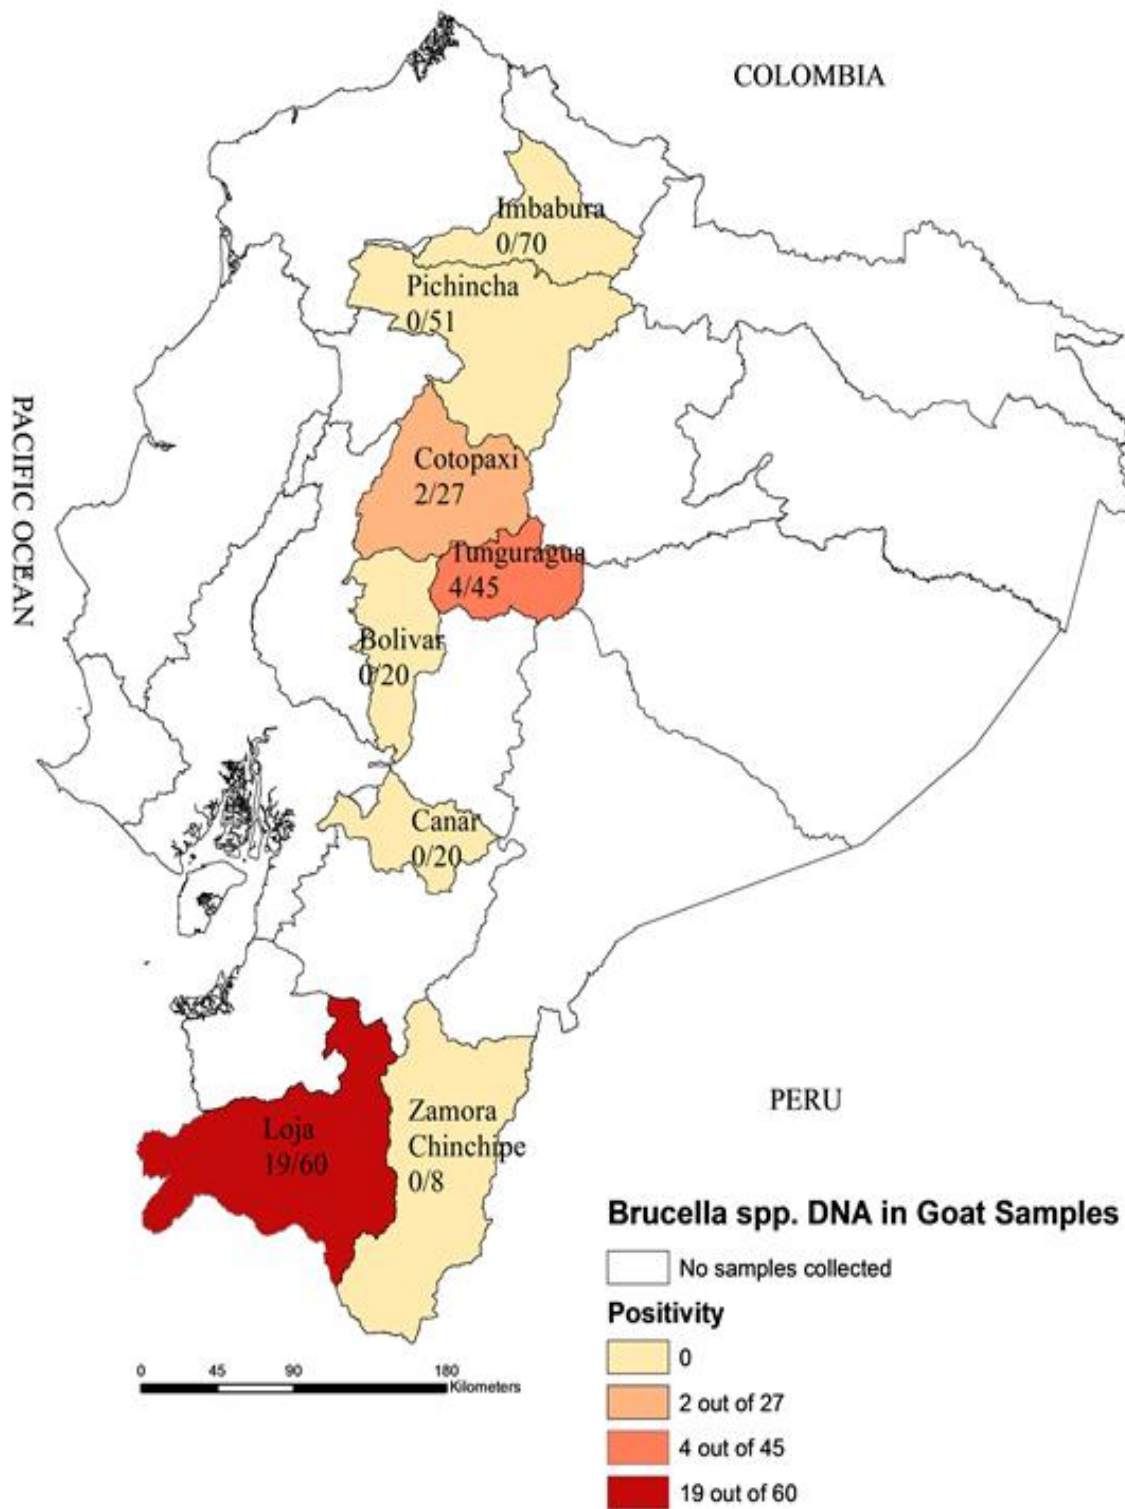 COLOMBIA
Imbabura
0/70
Pichincha
0/51
PACIFIC OCEAN
Cotopaxi
2/27
Tunguragua
4/45
Bolivar
0/20
Canar
0/20
PERU
Loja
19/60
Zamora
Chinchipe
0/8
Brucella spp. DNA in Goat Samples
No samples collected
Positivity
0
2 out of 27
4 out of 45
19 out of 60
0 45 90 180
Kilometers